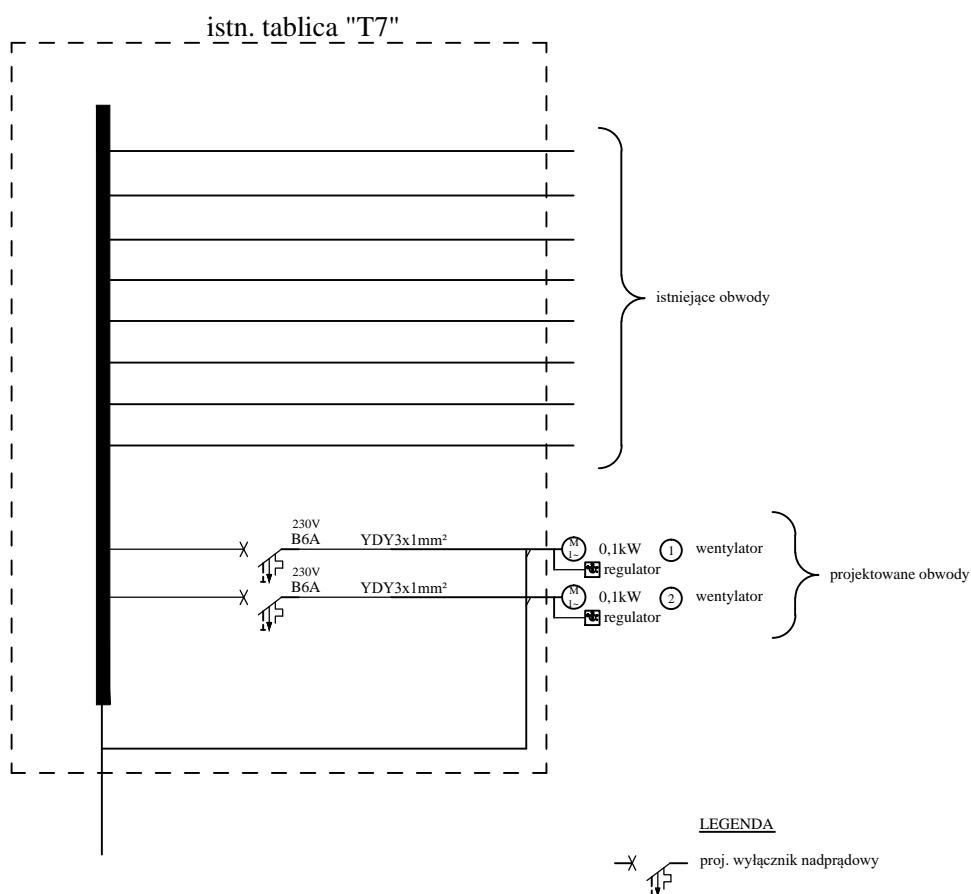 istn. tablica "T7"
istniejące obwody
230V
B6A YDY3x1mm² M 1~ 0,1kW 1 wentylator
regulator
230V
B6A YDY3x1mm² M 1~ 0,1kW 2 wentylator
regulator
projektowane obwody
LEGENDA
proj. wyłącznik nadprądowy